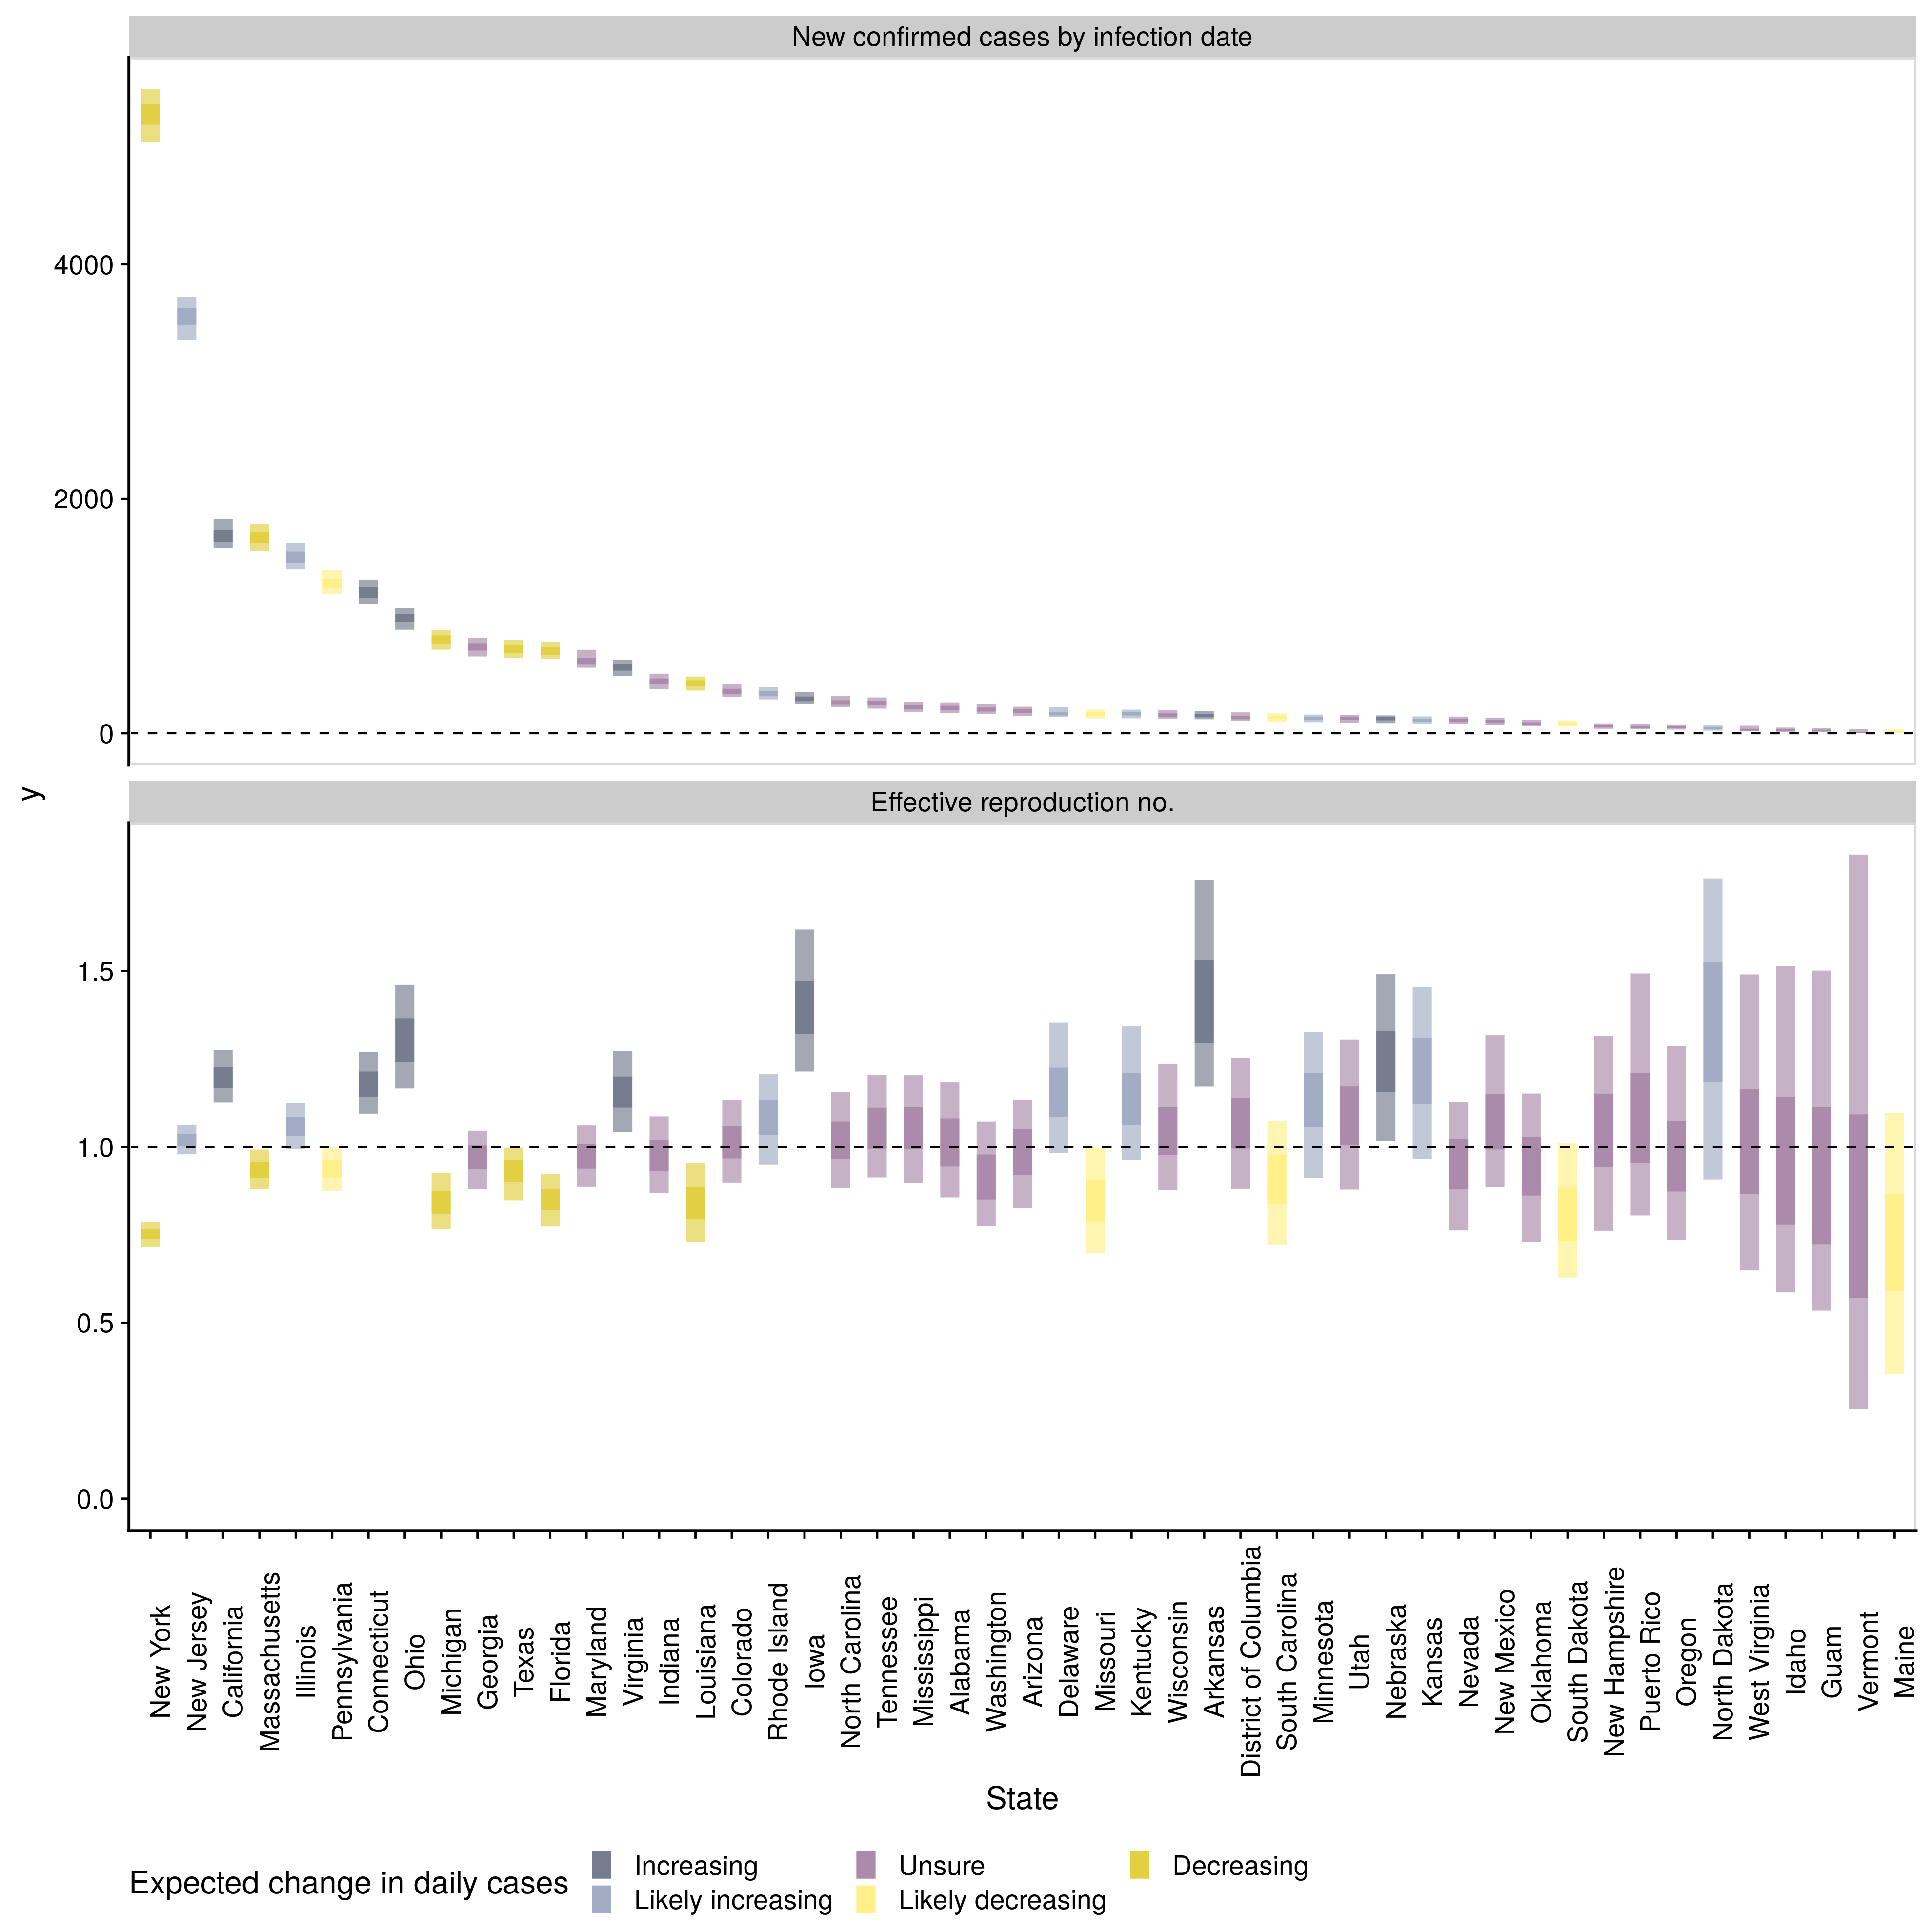 New confirmed cases by infection date
4000
2000
0
y
Effective reproduction no.
1.5
1.0
0.5
0.0
New York
New Jersey
California
Massachusetts
Illinois
Pennsylvania
Connecticut
Ohio
Michigan
Georgia
Texas
Florida
Maryland
Virginia
Indiana
Louisiana
Colorado
Rhode Island
Iowa
North Carolina
Tennessee
Mississippi
Alabama
Washington
Arizona
Delaware
Missouri
Kentucky
Wisconsin
Arkansas
District of Columbia
South Carolina
Minnesota
Utah
Nebraska
Kansas
Nevada
New Mexico
Oklahoma
South Dakota
New Hampshire
Puerto Rico
Oregon
North Dakota
West Virginia
Idaho
Guam
Vermont
Maine
State
Expected change in daily cases
Increasing
Likely increasing
Unsure
Likely decreasing
Decreasing